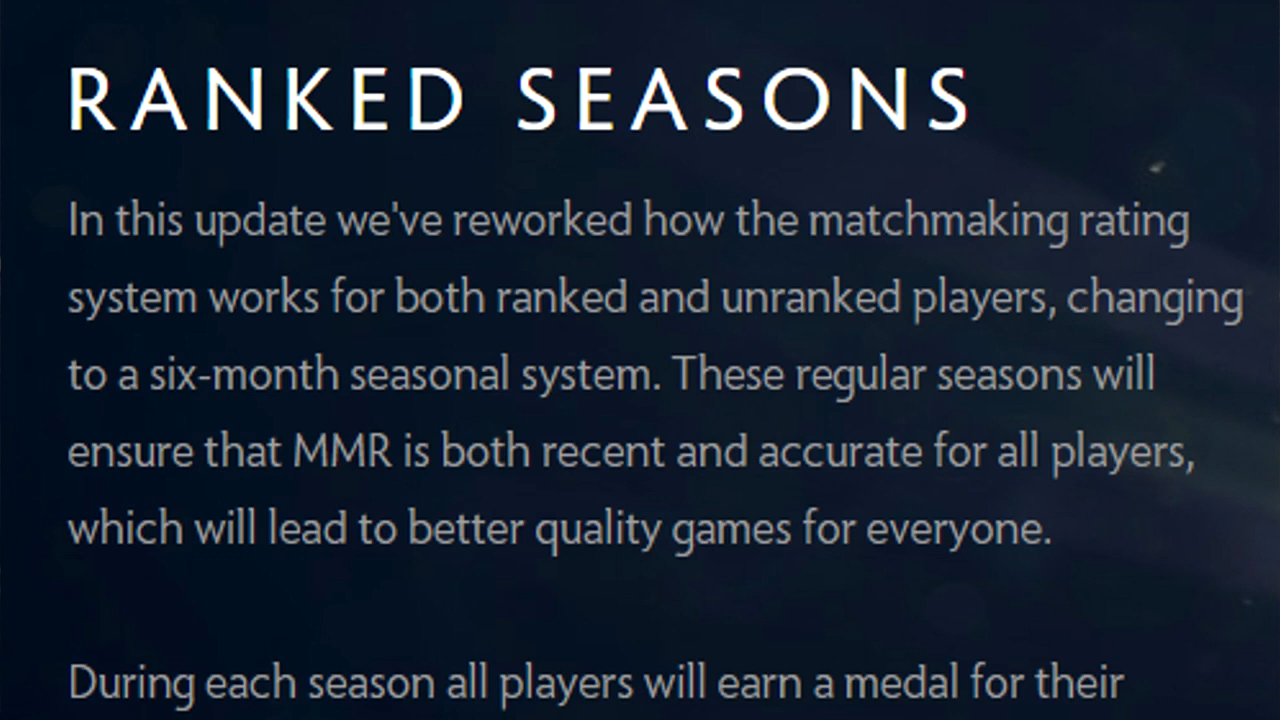 RANKED SEASONS
In this update we've reworked how the matchmaking rating
system works for both ranked and unranked players, changing
to a six-month seasonal system. These regular seasons will
ensure that MMR is both recent and accurate for all players,
which will lead to better quality games for everyone.
During each season all players will earn a medal for their